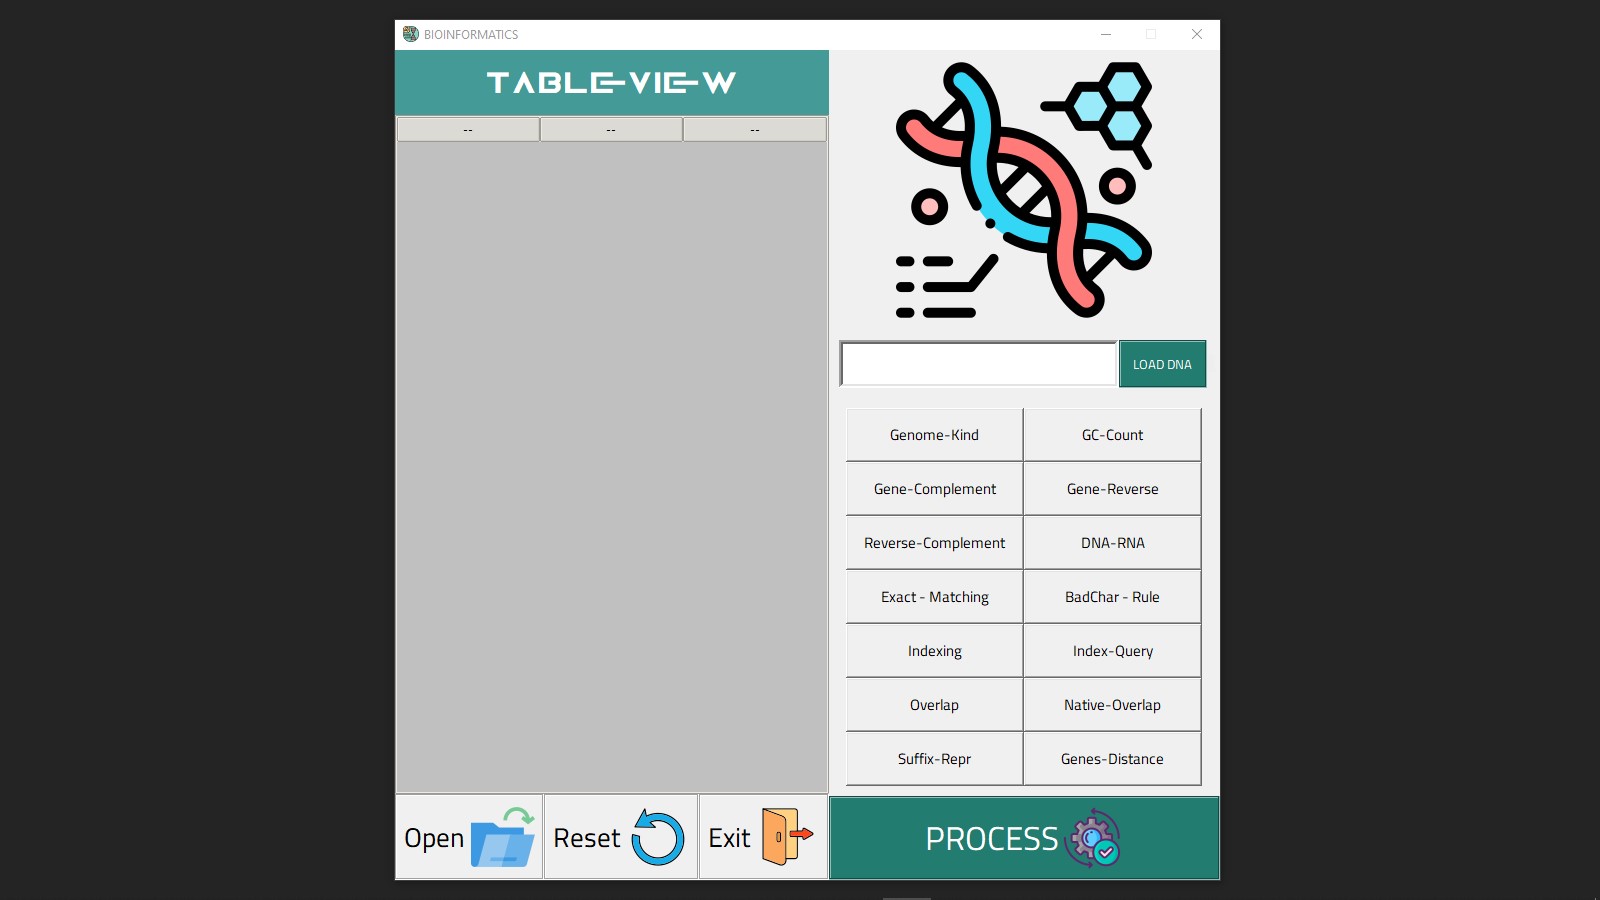 BIOINFORMATICS
TABLE-VIEW
-- -- --
LOAD DNA
Genome-Kind GC-Count
Gene-Complement Gene-Reverse
Reverse-Complement DNA-RNA
Exact - Matching BadChar - Rule
Indexing Index-Query
Overlap Native-Overlap
Suffix-Repr Genes-Distance
Open Reset Exit PROCESS